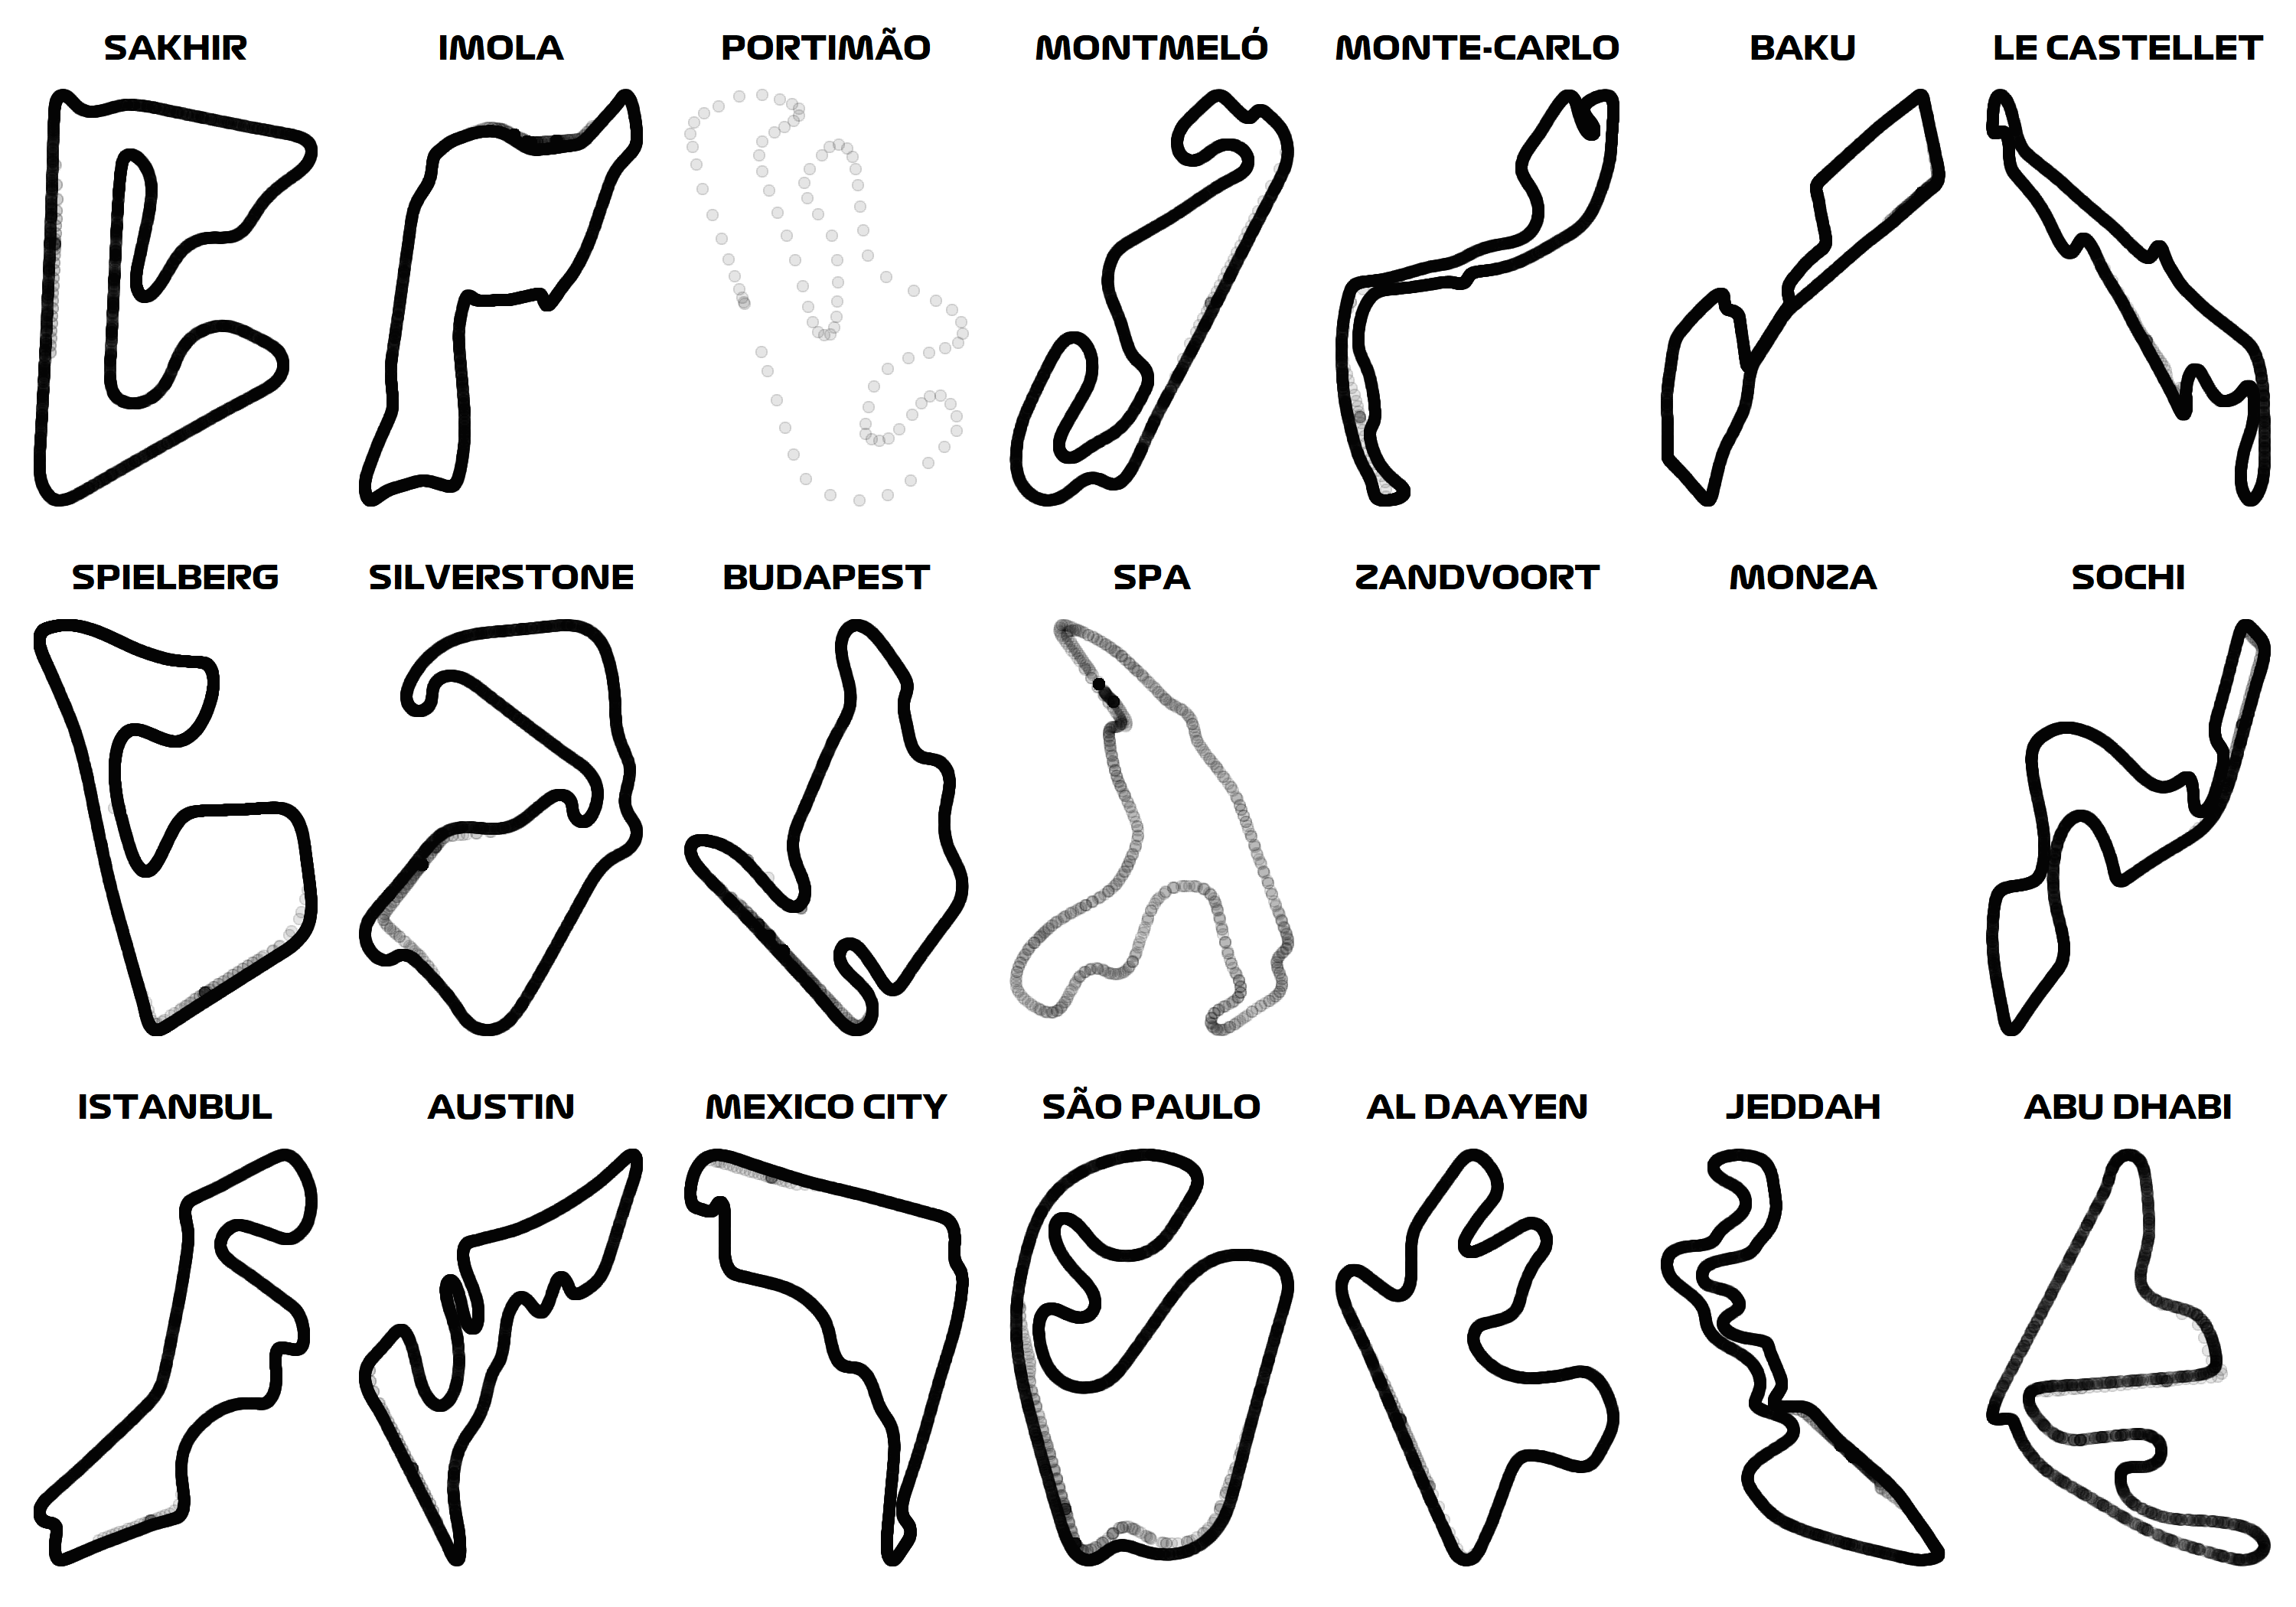 SAKHIR IMOLA PORTIMÃO MONTMELÓ MONTE-CARLO BAKU LE CASTELLET
SPIELBERG SILVERSTONE BUDAPEST SPA ZANDVOORT MONZA SOCHI
ISTANBUL AUSTIN MEXICO CITY SÃO PAULO AL DAAYEN JEDDAH ABU DHABI